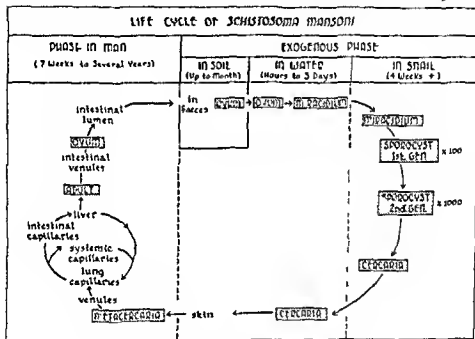 LIFE CYCLE OF SCHISTASOMA MANSONI
PHASE IN MAN
(7 Weeks to Several Years)
EXOGENOUS PHASE
IN SOIL
(Up to Month)
IN WATER
(Hours to 3 Days)
IN SNAIL
(4 Weeks +)
intestinal
lumen
OVUM
intestinal
venules
ADULT
liver
intestinal
capillaries
systemic
capillaries
lung
capillaries
venules
METACERCARIA
In
faeces
OVUM
OVUM
MIRACIDIUM
MIRACIDIUM
SPOROCYST
1st. GEN.
x 100
SPOROCYST
2nd. GEN.
x 1000
CERCARIA
CERCARIA
skin